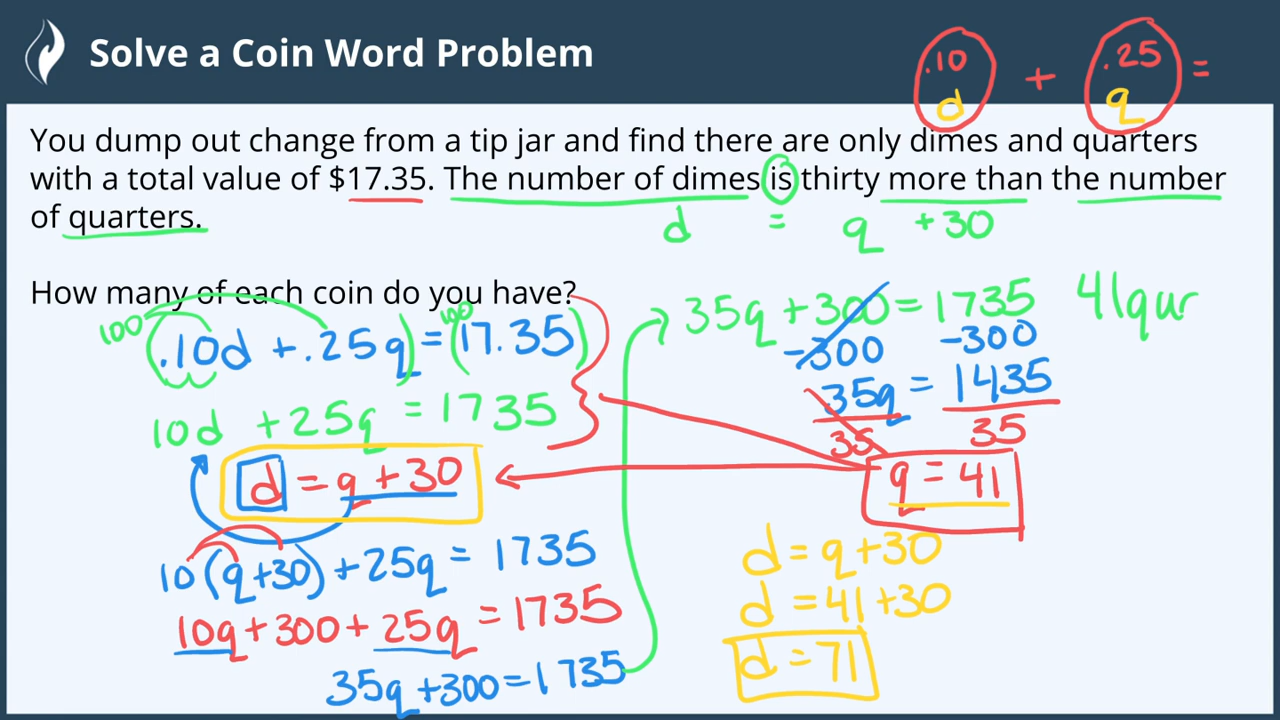 Solve a Coin Word Problem
.10 d + .25 q =
You dump out change from a tip jar and find there are only dimes and quarters
with a total value of $17.35. The number of dimes is thirty more than the number
of quarters.
d = q +30
How many of each coin do you have?
100 (.10d + .25q) = 100 (17.35)
10d + 25q = 1735
d = q + 30
10(q+30) + 25q = 1735
10q + 300 + 25q = 1735
35q + 300 = 1735
35q + 300 = 1735
-300 -300
35q = 1435
35 35
q = 41
41 qur
d = q + 30
d = 41 + 30
d = 71